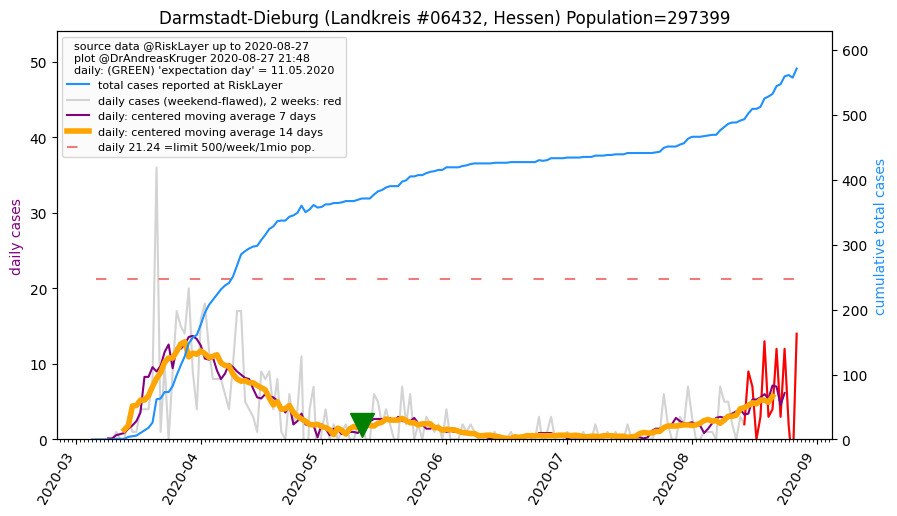 Darmstadt-Dieburg (Landkreis #06432, Hessen) Population=297399
source data @RiskLayer up to 2020-08-27
plot @DrAndreasKruger 2020-08-27 21:48
daily: (GREEN) 'expectation day' = 11.05.2020
total cases reported at RiskLayer
daily cases (weekend-flawed), 2 weeks: red
daily: centered moving average 7 days
daily: centered moving average 14 days
daily 21.24 =limit 500/week/1mio pop.
daily cases
0
10
20
30
40
50
cumulative total cases
0
100
200
300
400
500
600
2020-03
2020-04
2020-05
2020-06
2020-07
2020-08
2020-09